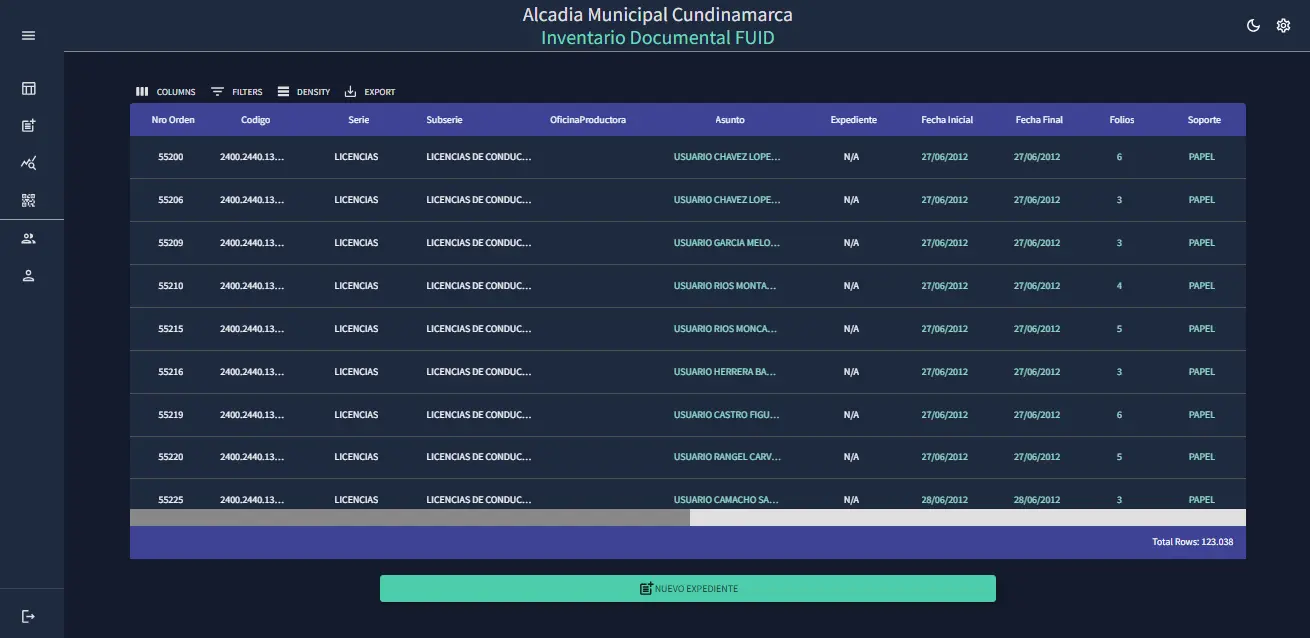 Alcadia Municipal Cundinamarca
Inventario Documental FUID
COLUMNS FILTERS DENSITY EXPORT
Nro Orden Codigo Serie Subserie OficinaProductora Asunto Expediente Fecha Inicial Fecha Final Folios Soporte
55200 2400.2440.13... LICENCIAS LICENCIAS DE CONDUC... USUARIO CHAVEZ LOPE... N/A 27/06/2012 27/06/2012 6 PAPEL
55206 2400.2440.13... LICENCIAS LICENCIAS DE CONDUC... USUARIO CHAVEZ LOPE... N/A 27/06/2012 27/06/2012 3 PAPEL
55209 2400.2440.13... LICENCIAS LICENCIAS DE CONDUC... USUARIO GARCIA MELO... N/A 27/06/2012 27/06/2012 3 PAPEL
55210 2400.2440.13... LICENCIAS LICENCIAS DE CONDUC... USUARIO RIOS MONTA... N/A 27/06/2012 27/06/2012 4 PAPEL
55215 2400.2440.13... LICENCIAS LICENCIAS DE CONDUC... USUARIO RIOS MONCA... N/A 27/06/2012 27/06/2012 5 PAPEL
55216 2400.2440.13... LICENCIAS LICENCIAS DE CONDUC... USUARIO HERRERA BA... N/A 27/06/2012 27/06/2012 3 PAPEL
55219 2400.2440.13... LICENCIAS LICENCIAS DE CONDUC... USUARIO CASTRO FIGU... N/A 27/06/2012 27/06/2012 6 PAPEL
55220 2400.2440.13... LICENCIAS LICENCIAS DE CONDUC... USUARIO RANGEL CARV... N/A 27/06/2012 27/06/2012 5 PAPEL
55225 2400.2440.13... LICENCIAS LICENCIAS DE CONDUC... USUARIO CAMACHO SA... N/A 28/06/2012 28/06/2012 3 PAPEL
Total Rows: 123.038
NUEVO EXPEDIENTE